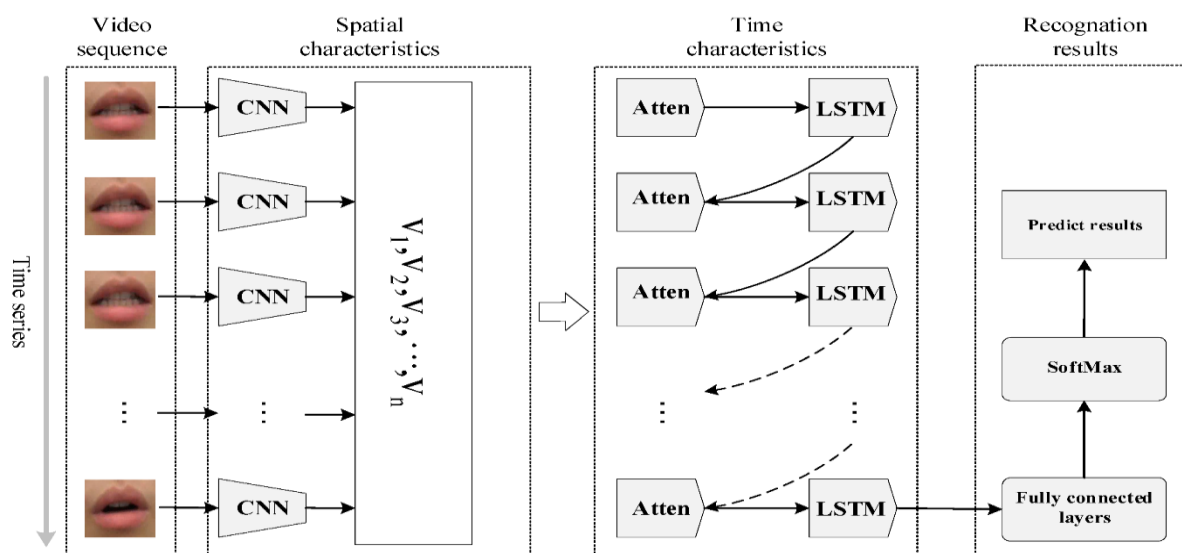 Video
sequence
Spatial
characteristics
Time
characteristics
Recognation
results
Time series
CNN
CNN
CNN
...
...
CNN
V1,V2,V3,...,Vn
Atten
LSTM
Atten
LSTM
Atten
LSTM
...
...
Atten
LSTM
Predict results
SoftMax
Fully connected
layers